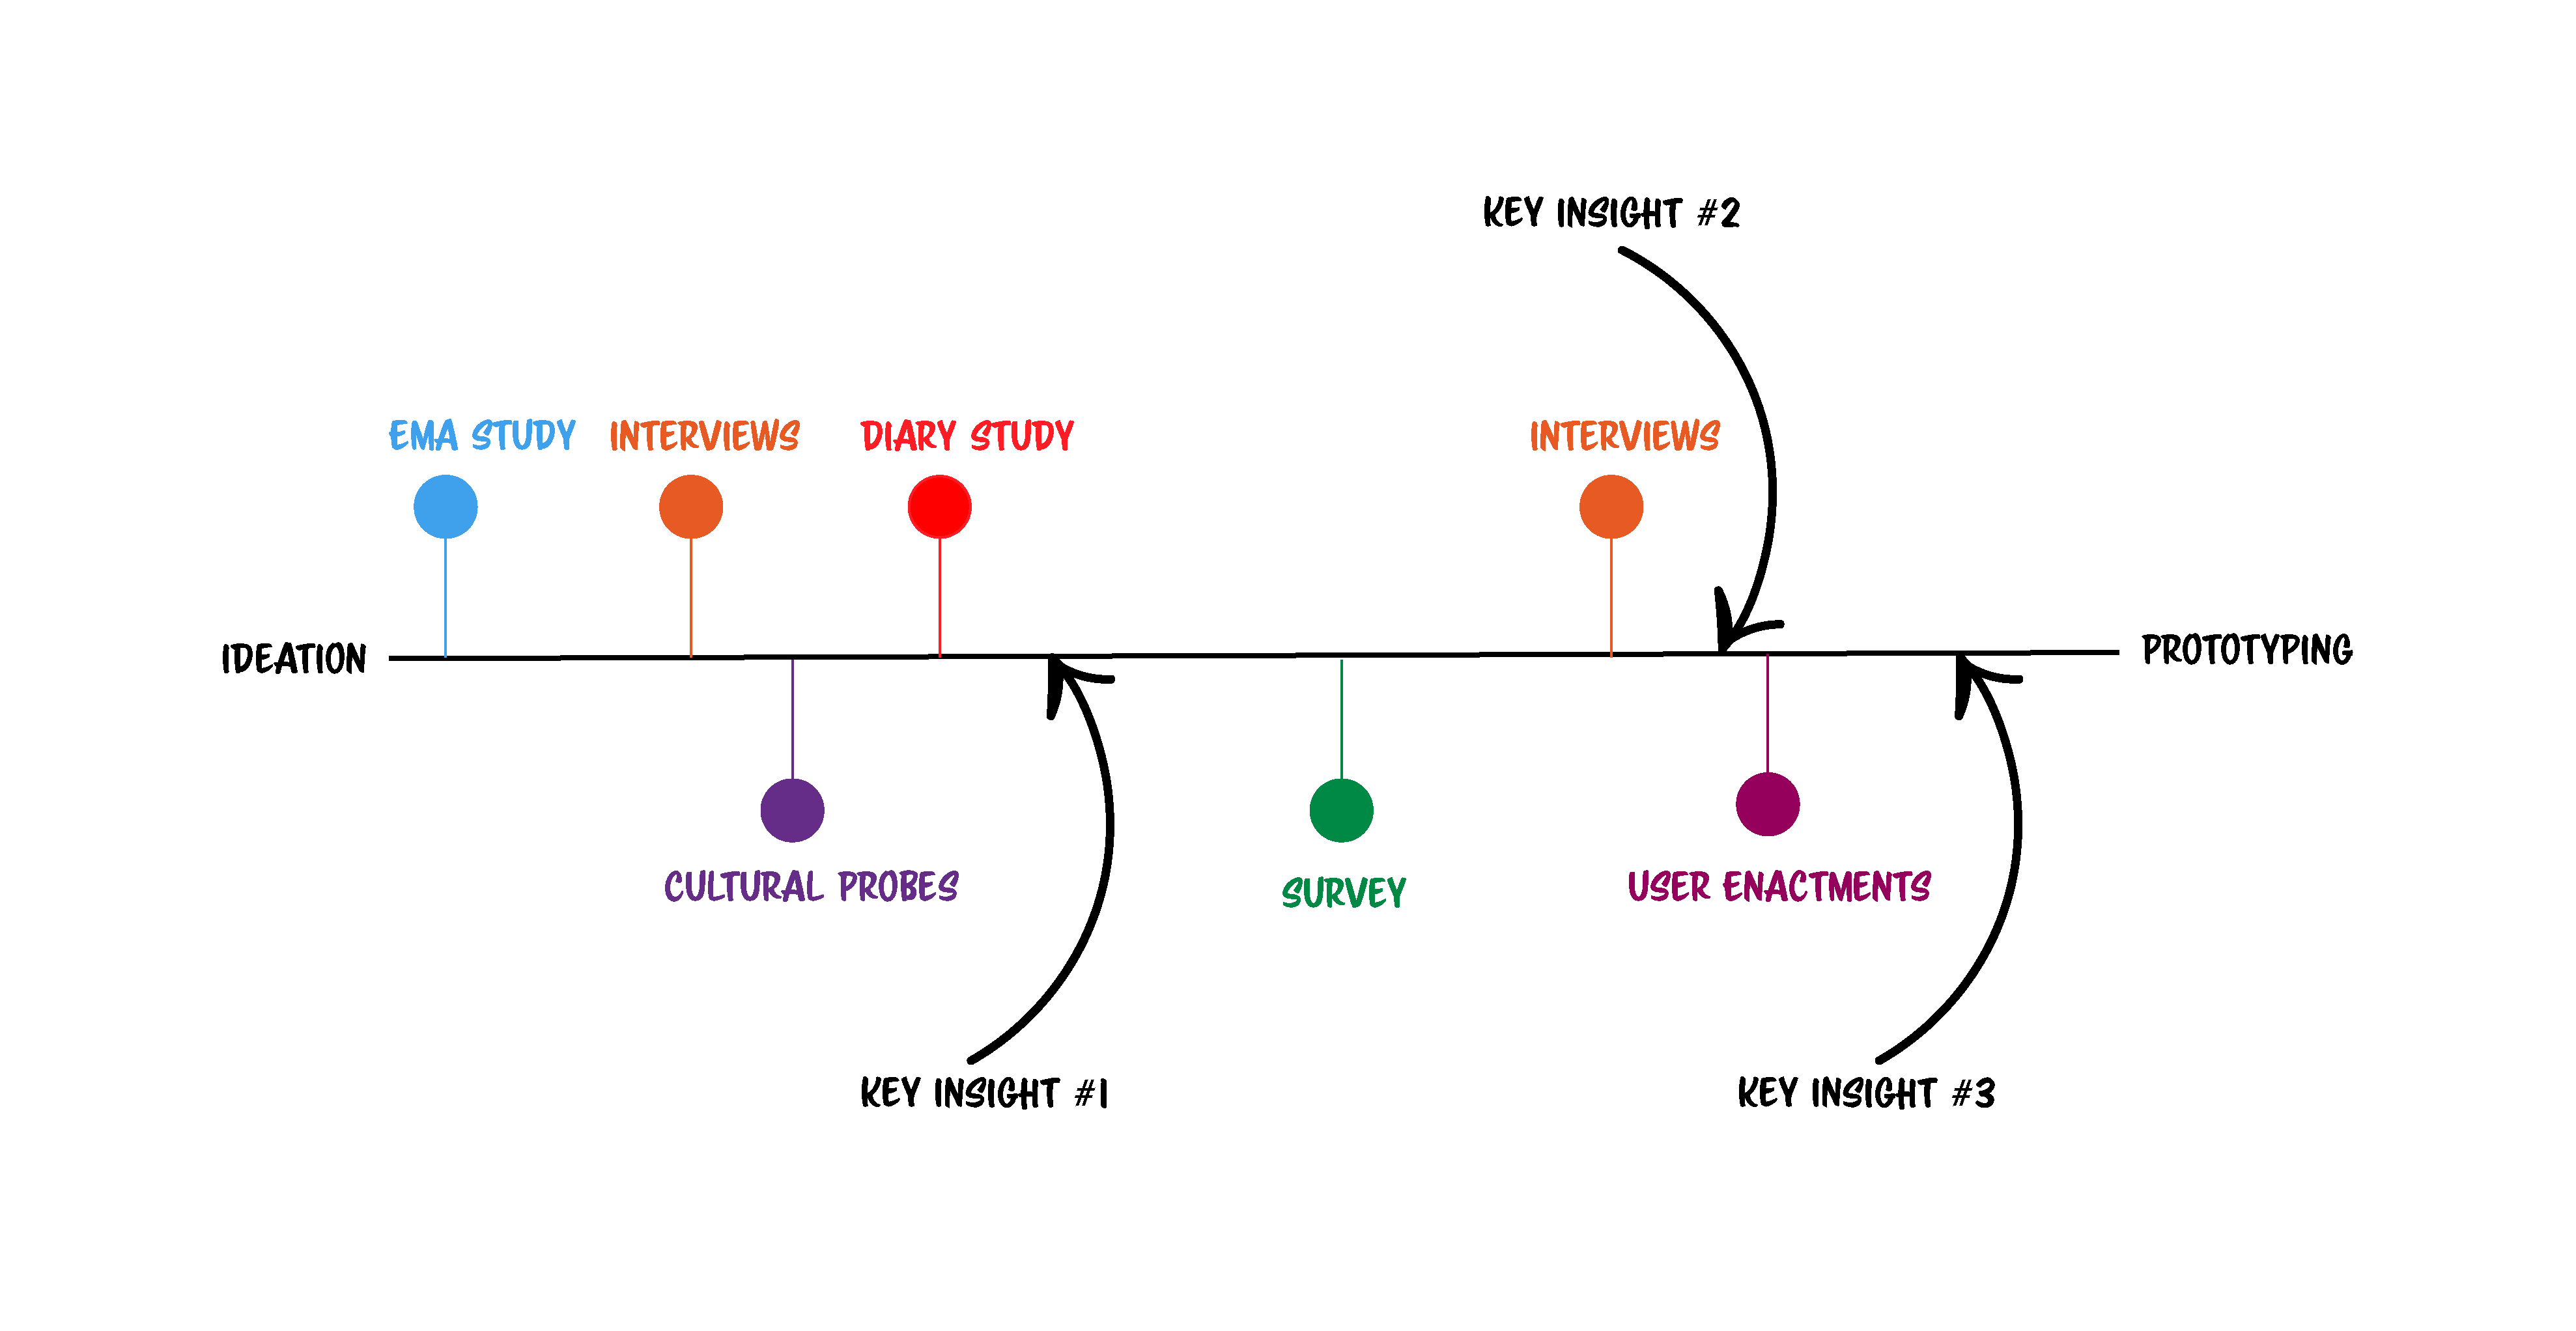 KEY INSIGHT #2
EMA STUDY
INTERVIEWS
DIARY STUDY
INTERVIEWS
IDEATION
PROTOTYPING
CULTURAL PROBES
SURVEY
USER ENACTMENTS
KEY INSIGHT #1
KEY INSIGHT #3